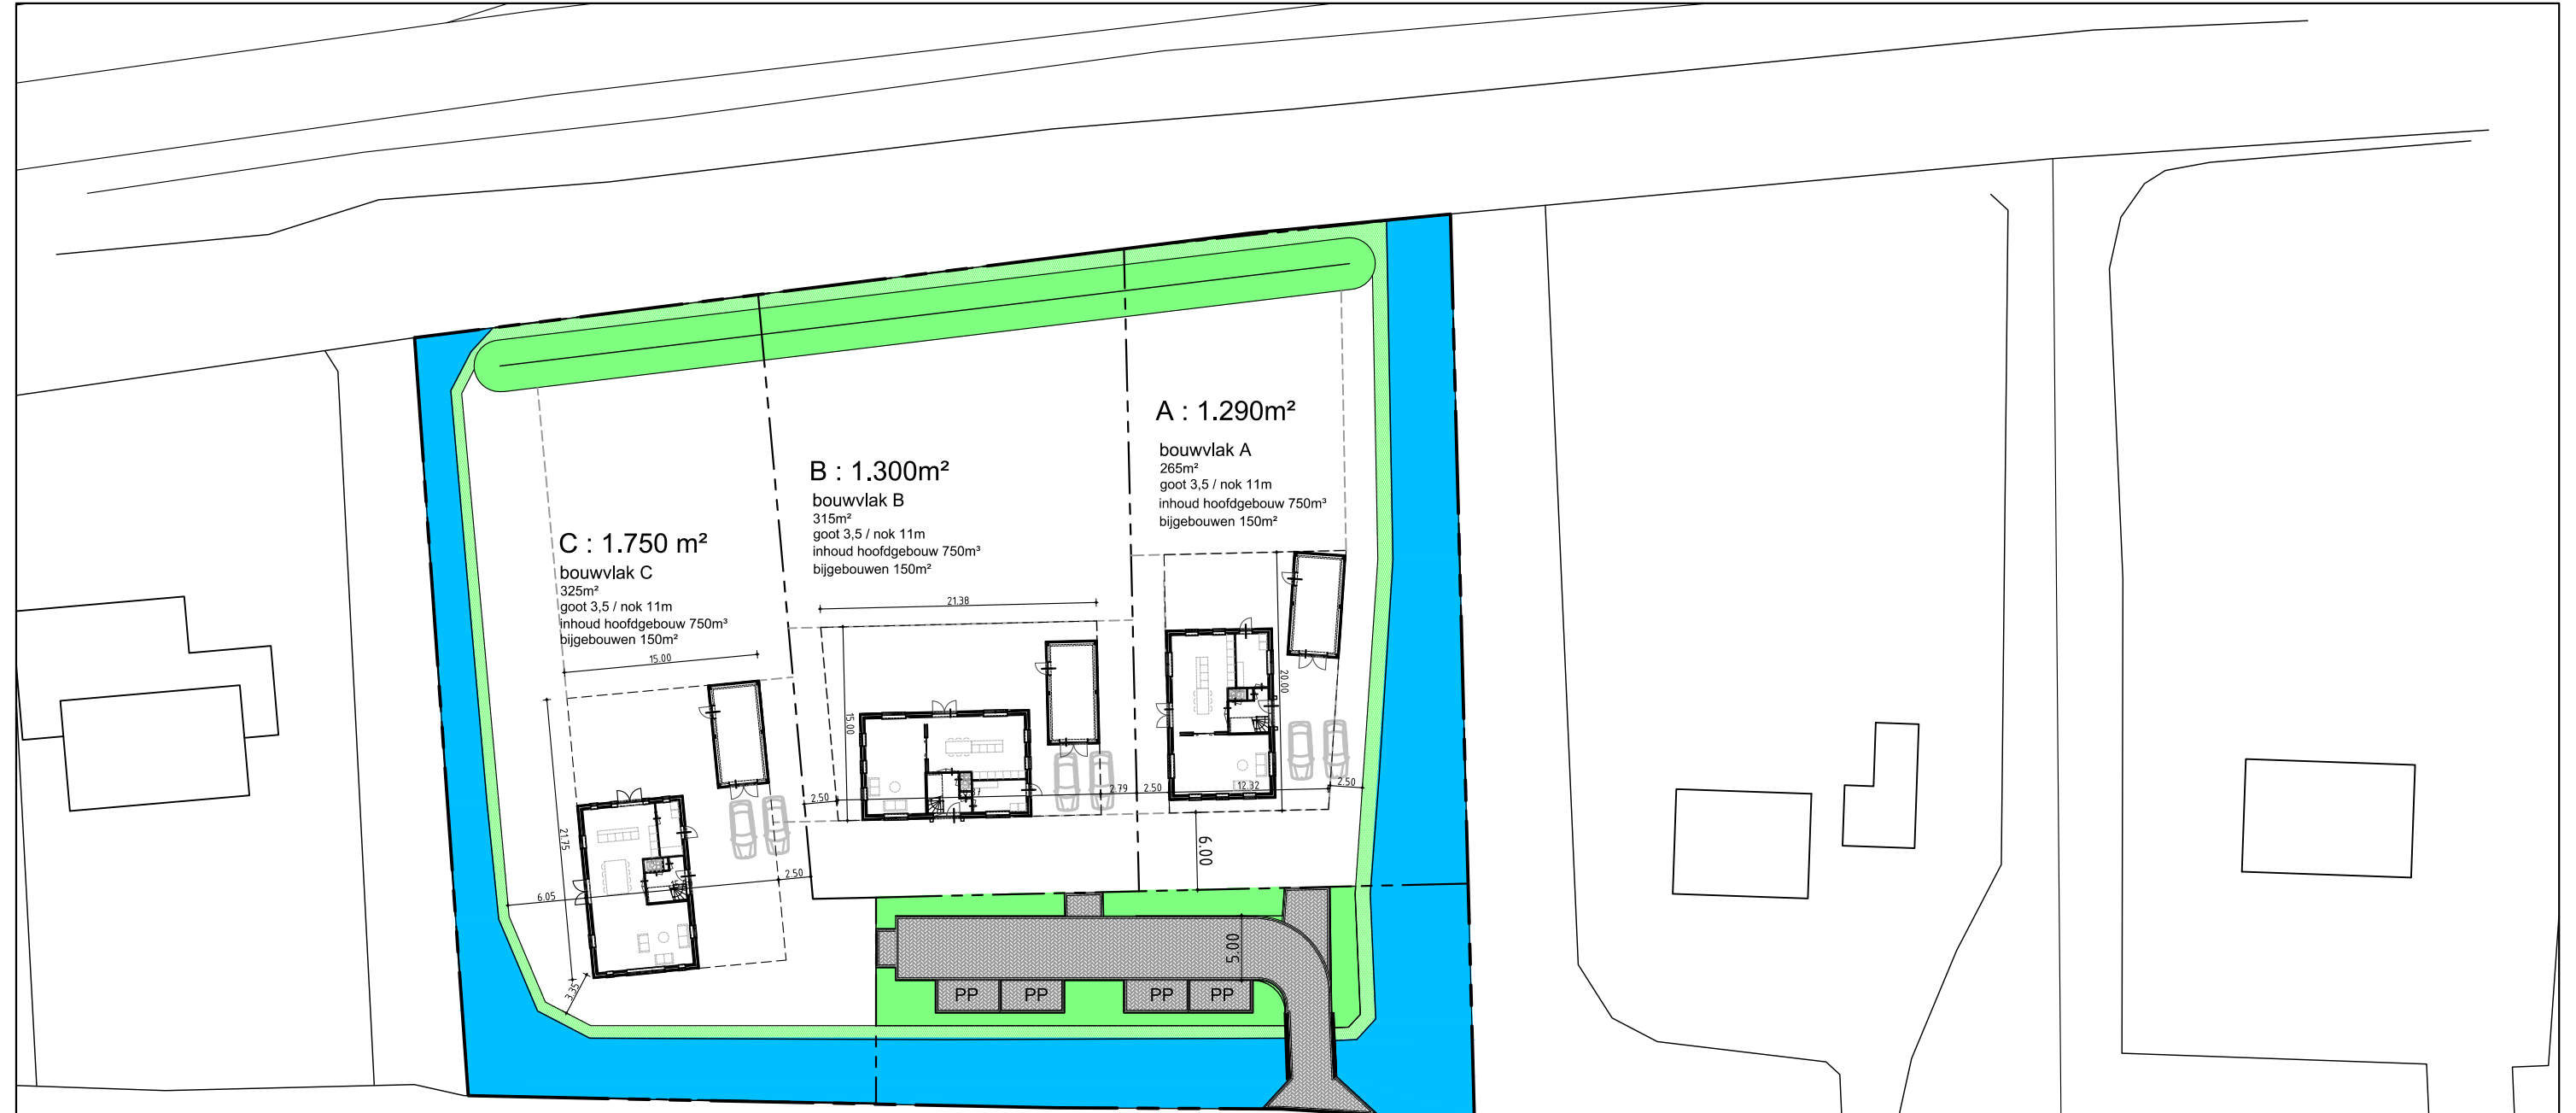 A : 1.290m²
bouwvlak A
265m²
goot 3,5 / nok 11m
inhoud hoofdgebouw 750m³
bijgebouwen 150m²
B : 1.300m²
bouwvlak B
315m²
goot 3,5 / nok 11m
inhoud hoofdgebouw 750m³
bijgebouwen 150m²
C : 1.750 m²
bouwvlak C
325m²
goot 3,5 / nok 11m
inhoud hoofdgebouw 750m³
bijgebouwen 150m²
21.38
15.00
15.00
20.00
2.50
2.79
2.50
12.32
2.50
21.75
6.05
2.50
3.35
6.00
5.00
PP
PP
PP
PP